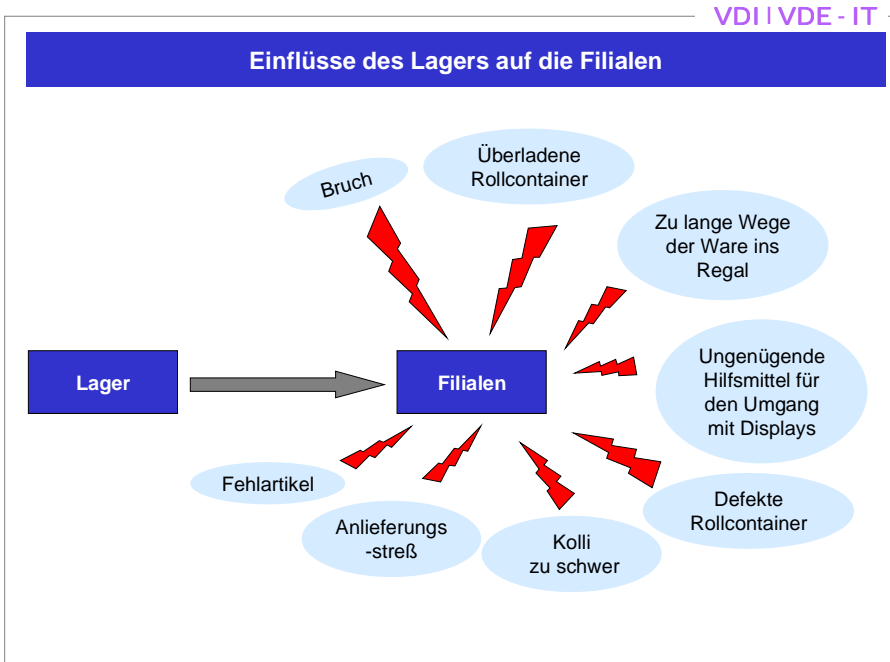 VDI | VDE - IT
Einflüsse des Lagers auf die Filialen
Bruch
Überladene
Rollcontainer
Zu lange Wege
der Ware ins
Regal
Lager
Filialen
Ungenügende
Hilfsmittel für
den Umgang
mit Displays
Fehlartikel
Anlieferungs
-streß
Kolli
zu schwer
Defekte
Rollcontainer